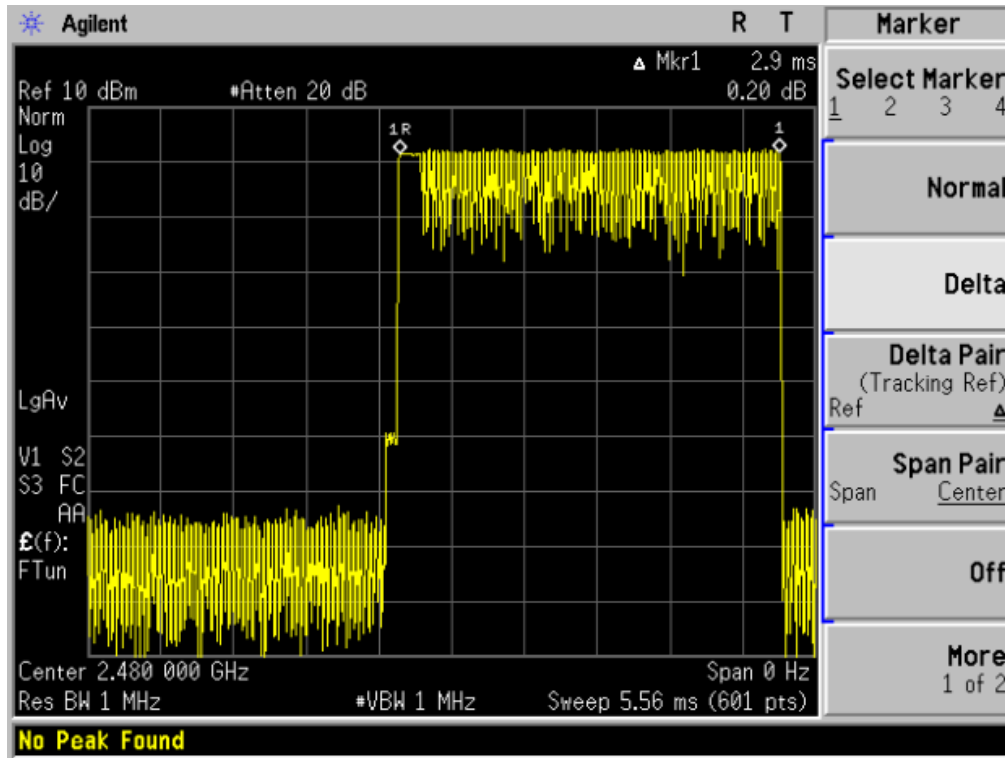 Agilent R T Marker
Δ Mkr1 2.9 ms
Ref 10 dBm #Atten 20 dB 0.20 dB
Norm
Log
10
dB/
1R
1
LgAv
V1 S2
S3 FC
AA
£(f):
FTun
Center 2.480 000 GHz Span 0 Hz
Res BW 1 MHz #VBW 1 MHz Sweep 5.56 ms (601 pts)
No Peak Found
Select Marker
1 2 3 4
Normal
Delta
Delta Pair
(Tracking Ref)
Ref Δ
Span Pair
Span Center
Off
More
1 of 2